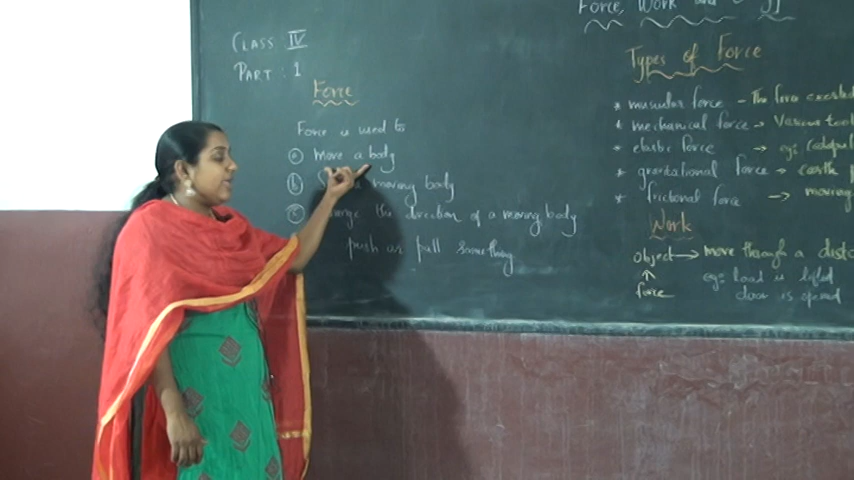 CLASS IV
PART : 1
Force
Force is used to
(a) move a body
(b) moving body
(c) the direction of a moving body
push or pull something
Force, Work and
Types of Force
* muscular force - The force exerted
* mechanical force → Various tool
* elastic force → eg: Catapul
* gravitational force → earth p
* frictional force → moving
Work
object → move through a dista
↑ eg: load is lifted
force door is opened